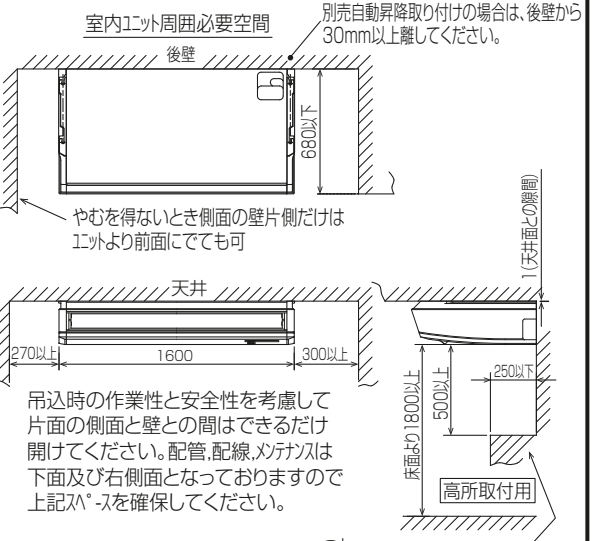 室内ユニット周囲必要空間
別売自動昇降取り付けの場合は、後壁から
30mm以上離してください。
後壁
680以下
やむを得ないとき側面の壁片側だけは
ユニットより前面にでても可
1(天井面との隙間)
天井
270以上
1600
300以上
床面より1800以上
500以上
250以下
吊込時の作業性と安全性を考慮して
片面の側面と壁との間はできるだけ
開けてください。配管,配線,メンテナンスは
下面及び右側面となっておりますので
上記スペースを確保してください。
高所取付用